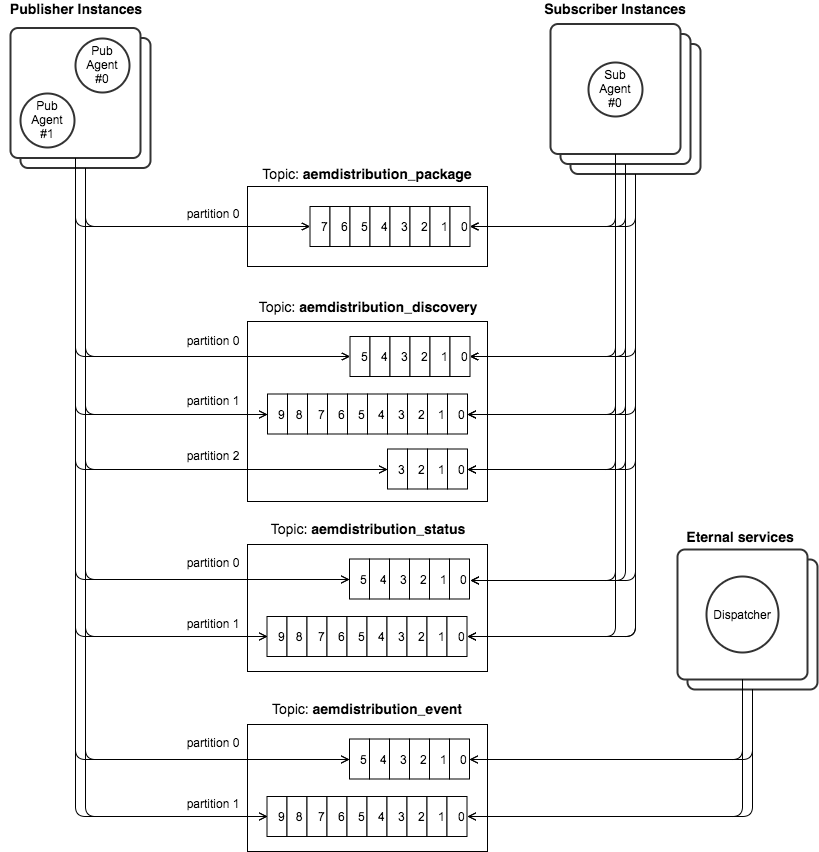 Publisher Instances
Subscriber Instances
Pub
Agent
#0
Pub
Agent
#1
Sub
Agent
#0
Topic: aemdistribution_package
partition 0
7 6 5 4 3 2 1 0
Topic: aemdistribution_discovery
partition 0
5 4 3 2 1 0
partition 1
9 8 7 6 5 4 3 2 1 0
partition 2
3 2 1 0
Topic: aemdistribution_status
partition 0
5 4 3 2 1 0
partition 1
9 8 7 6 5 4 3 2 1 0
Eternal services
Dispatcher
Topic: aemdistribution_event
partition 0
5 4 3 2 1 0
partition 1
9 8 7 6 5 4 3 2 1 0